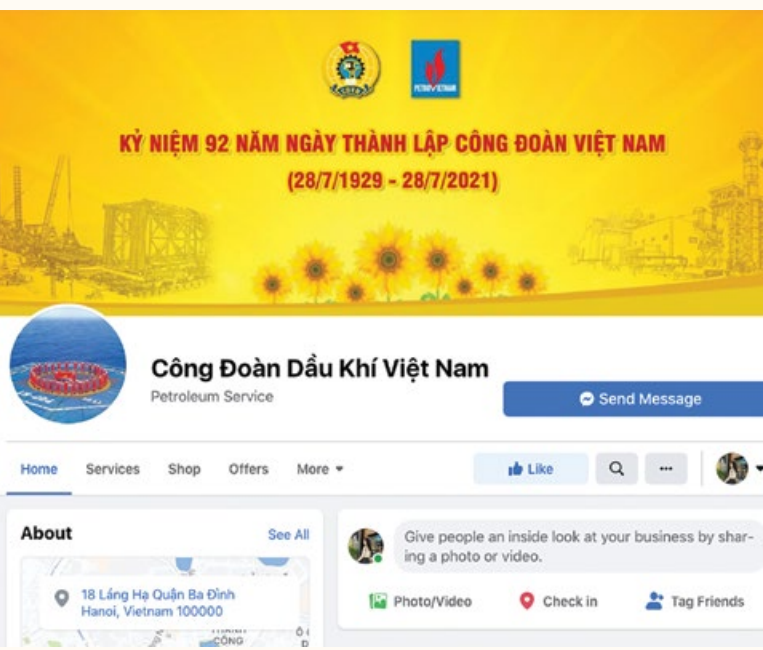 PETROVIETNAM
KỶ NIỆM 92 NĂM NGÀY THÀNH LẬP CÔNG ĐOÀN VIỆT NAM
(28/7/1929 - 28/7/2021)
Công Đoàn Dầu Khí Việt Nam
Petroleum Service
Send Message
Home Services Shop Offers More
Like
About See All
Give people an inside look at your business by shar-
ing a photo or video.
18 Láng Hạ Quận Ba Đình
Hanoi, Vietnam 100000
Photo/Video Check in Tag Friends
CÔNG